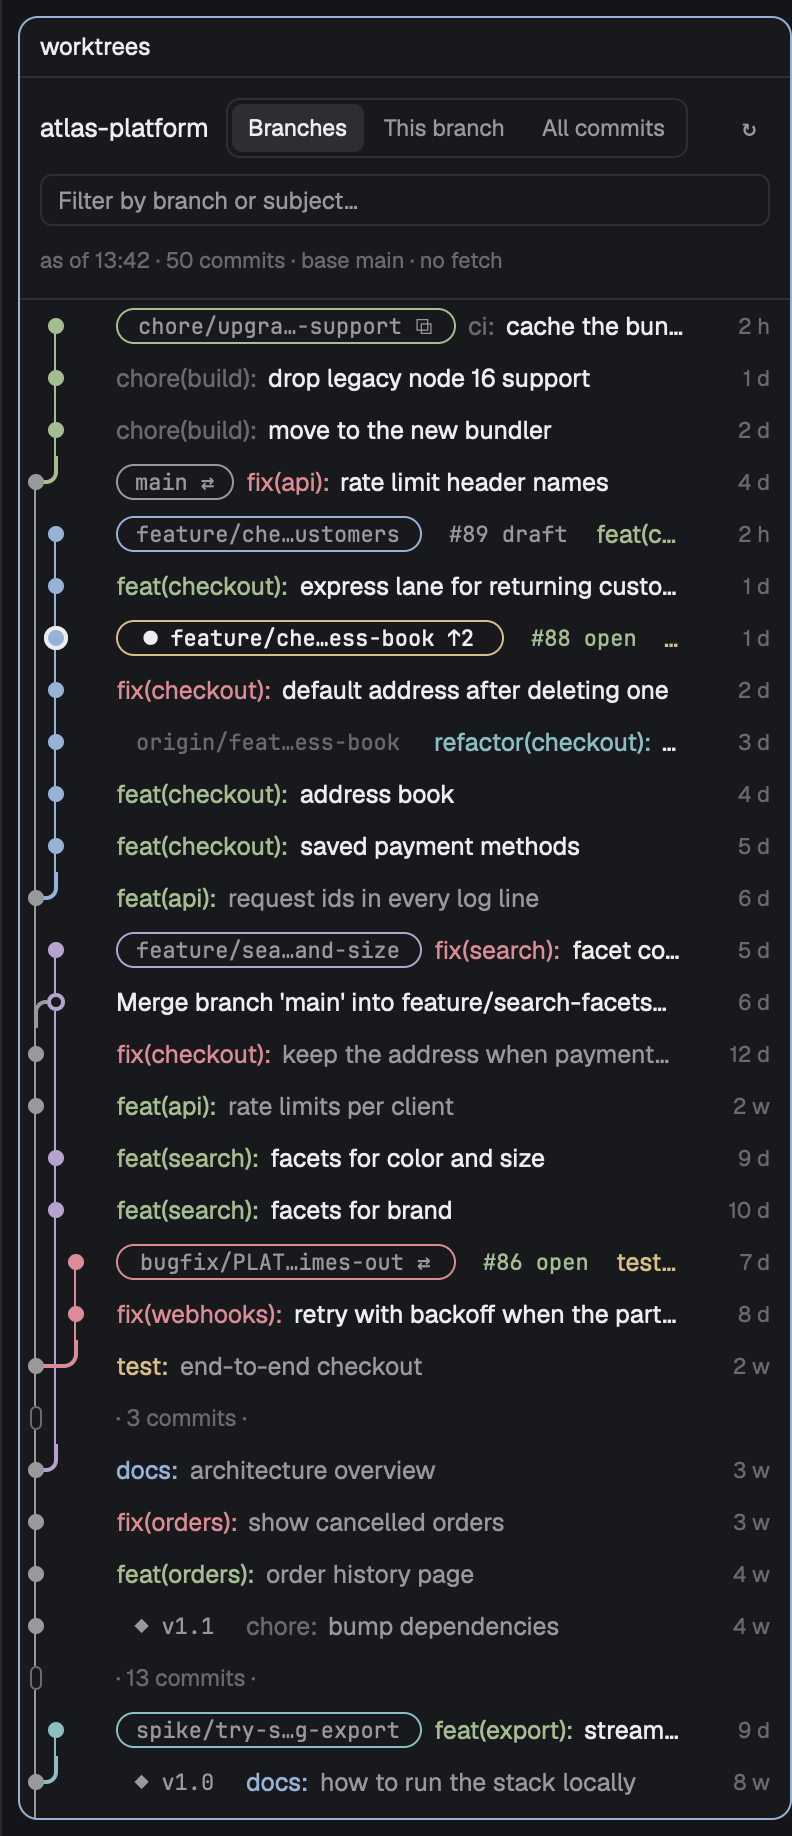 worktrees
atlas-platform Branches This branch All commits ↻
Filter by branch or subject…
as of 13:42 · 50 commits · base main · no fetch
chore/upgra…-support ci: cache the bun… 2 h
chore(build): drop legacy node 16 support 1 d
chore(build): move to the new bundler 2 d
main ⇄ fix(api): rate limit header names 4 d
feature/che…ustomers #89 draft feat(c… 2 h
feat(checkout): express lane for returning custo… 1 d
● feature/che…ess-book ↑2 #88 open … 1 d
fix(checkout): default address after deleting one 2 d
origin/feat…ess-book refactor(checkout): … 3 d
feat(checkout): address book 4 d
feat(checkout): saved payment methods 5 d
feat(api): request ids in every log line 6 d
feature/sea…and-size fix(search): facet co… 5 d
Merge branch 'main' into feature/search-facets… 6 d
fix(checkout): keep the address when payment… 12 d
feat(api): rate limits per client 2 w
feat(search): facets for color and size 9 d
feat(search): facets for brand 10 d
bugfix/PLAT…imes-out ⇄ #86 open test… 7 d
fix(webhooks): retry with backoff when the part… 8 d
test: end-to-end checkout 2 w
· 3 commits ·
docs: architecture overview 3 w
fix(orders): show cancelled orders 3 w
feat(orders): order history page 4 w
◆ v1.1 chore: bump dependencies 4 w
· 13 commits ·
spike/try-s…g-export feat(export): stream… 9 d
◆ v1.0 docs: how to run the stack locally 8 w